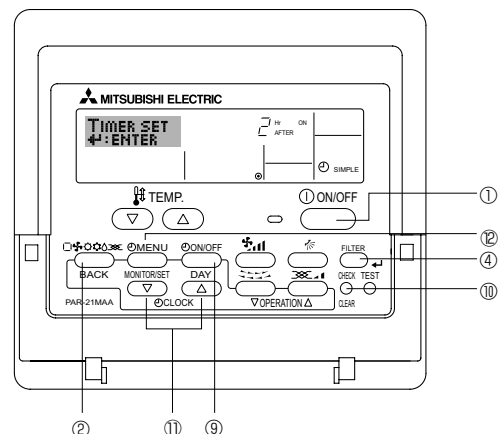 MITSUBISHI ELECTRIC
TIMER SET
↵:ENTER
2 Hr ON
AFTER
SIMPLE
TEMP.
ON/OFF
①
MENU
ON/OFF
FILTER
⑫
④
BACK
MONITOR/SET
DAY
CHECK TEST
PAR-21MAA
CLOCK
▽OPERATION△
CLEAR
⑩
②
⑪
⑨